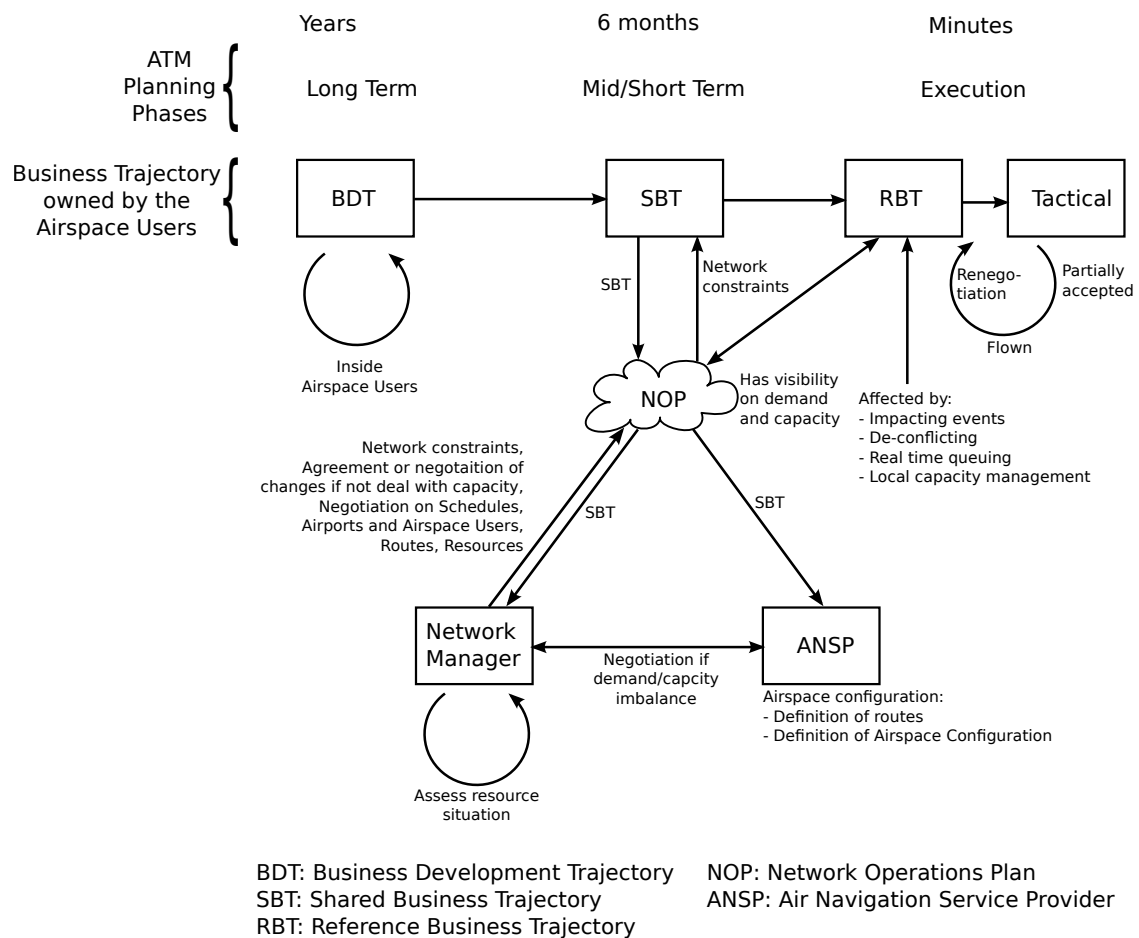 Years
6 months
Minutes
ATM
Planning
Phases
Long Term
Mid/Short Term
Execution
Business Trajectory
owned by the
Airspace Users
BDT
SBT
RBT
Tactical
Inside
Airspace Users
SBT
Network
constraints
Renego-
tiation
Partially
accepted
Flown
NOP
Has visibility
on demand
and capacity
Affected by:
- Impacting events
- De-conflicting
- Real time queuing
- Local capacity management
Network constraints,
Agreement or negotaition of
changes if not deal with capacity,
Negotiation on Schedules,
Airports and Airspace Users,
Routes, Resources
SBT
SBT
Network
Manager
Negotiation if
demand/capcity
imbalance
ANSP
Airspace configuration:
- Definition of routes
- Definition of Airspace Configuration
Assess resource
situation
BDT: Business Development Trajectory
SBT: Shared Business Trajectory
RBT: Reference Business Trajectory
NOP: Network Operations Plan
ANSP: Air Navigation Service Provider